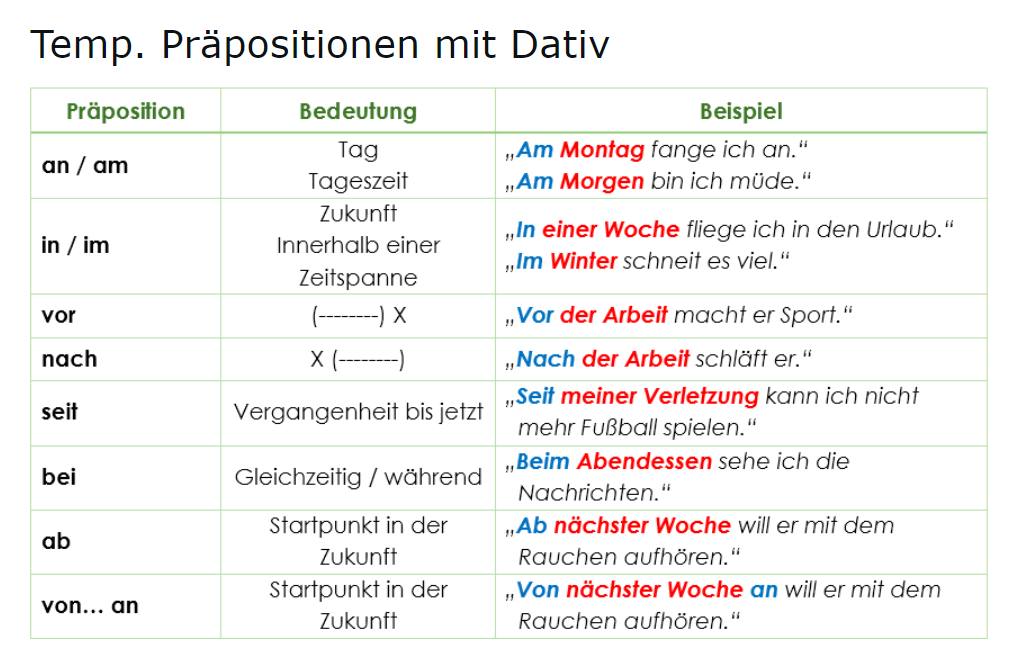 Temp. Präpositionen mit Dativ
Präposition Bedeutung Beispiel
an / am
Tag
Tageszeit
„Am Montag fange ich an.“
„Am Morgen bin ich müde.“
in / im
Zukunft
Innerhalb einer
Zeitspanne
„In einer Woche fliege ich in den Urlaub.“
„Im Winter schneit es viel.“
vor
(--------) X
„Vor der Arbeit macht er Sport.“
nach
X (--------)
„Nach der Arbeit schläft er.“
seit
Vergangenheit bis jetzt
„Seit meiner Verletzung kann ich nicht
mehr Fußball spielen.“
bei
Gleichzeitig / während
„Beim Abendessen sehe ich die
Nachrichten.“
ab
Startpunkt in der
Zukunft
„Ab nächster Woche will er mit dem
Rauchen aufhören.“
von... an
Startpunkt in der
Zukunft
„Von nächster Woche an will er mit dem
Rauchen aufhören.“